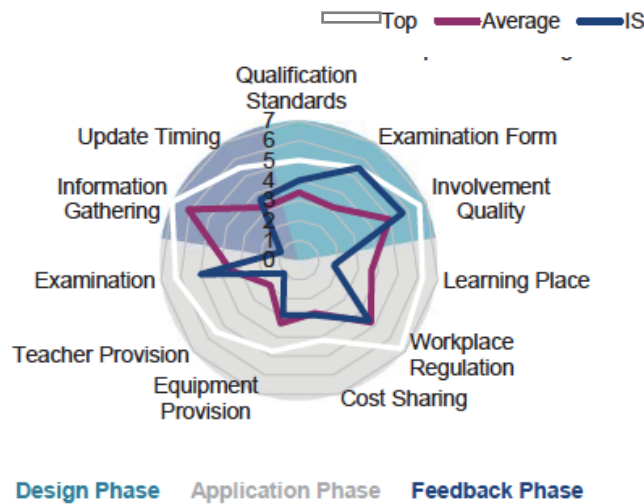 Top Average IS
Qualification
Standards
Update Timing
Examination Form
Information
Gathering
Involvement
Quality
7
6
5
4
3
2
1
0
Examination
Learning Place
Teacher Provision
Workplace
Regulation
Equipment
Provision
Cost Sharing
Design Phase Application Phase Feedback Phase